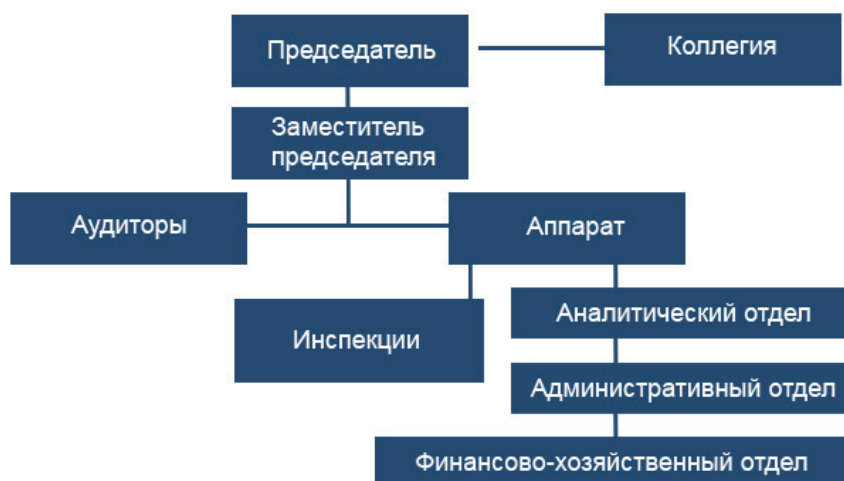 Председатель
Коллегия
Заместитель
председателя
Аудиторы
Аппарат
Инспекции
Аналитический отдел
Административный отдел
Финансово-хозяйственный отдел